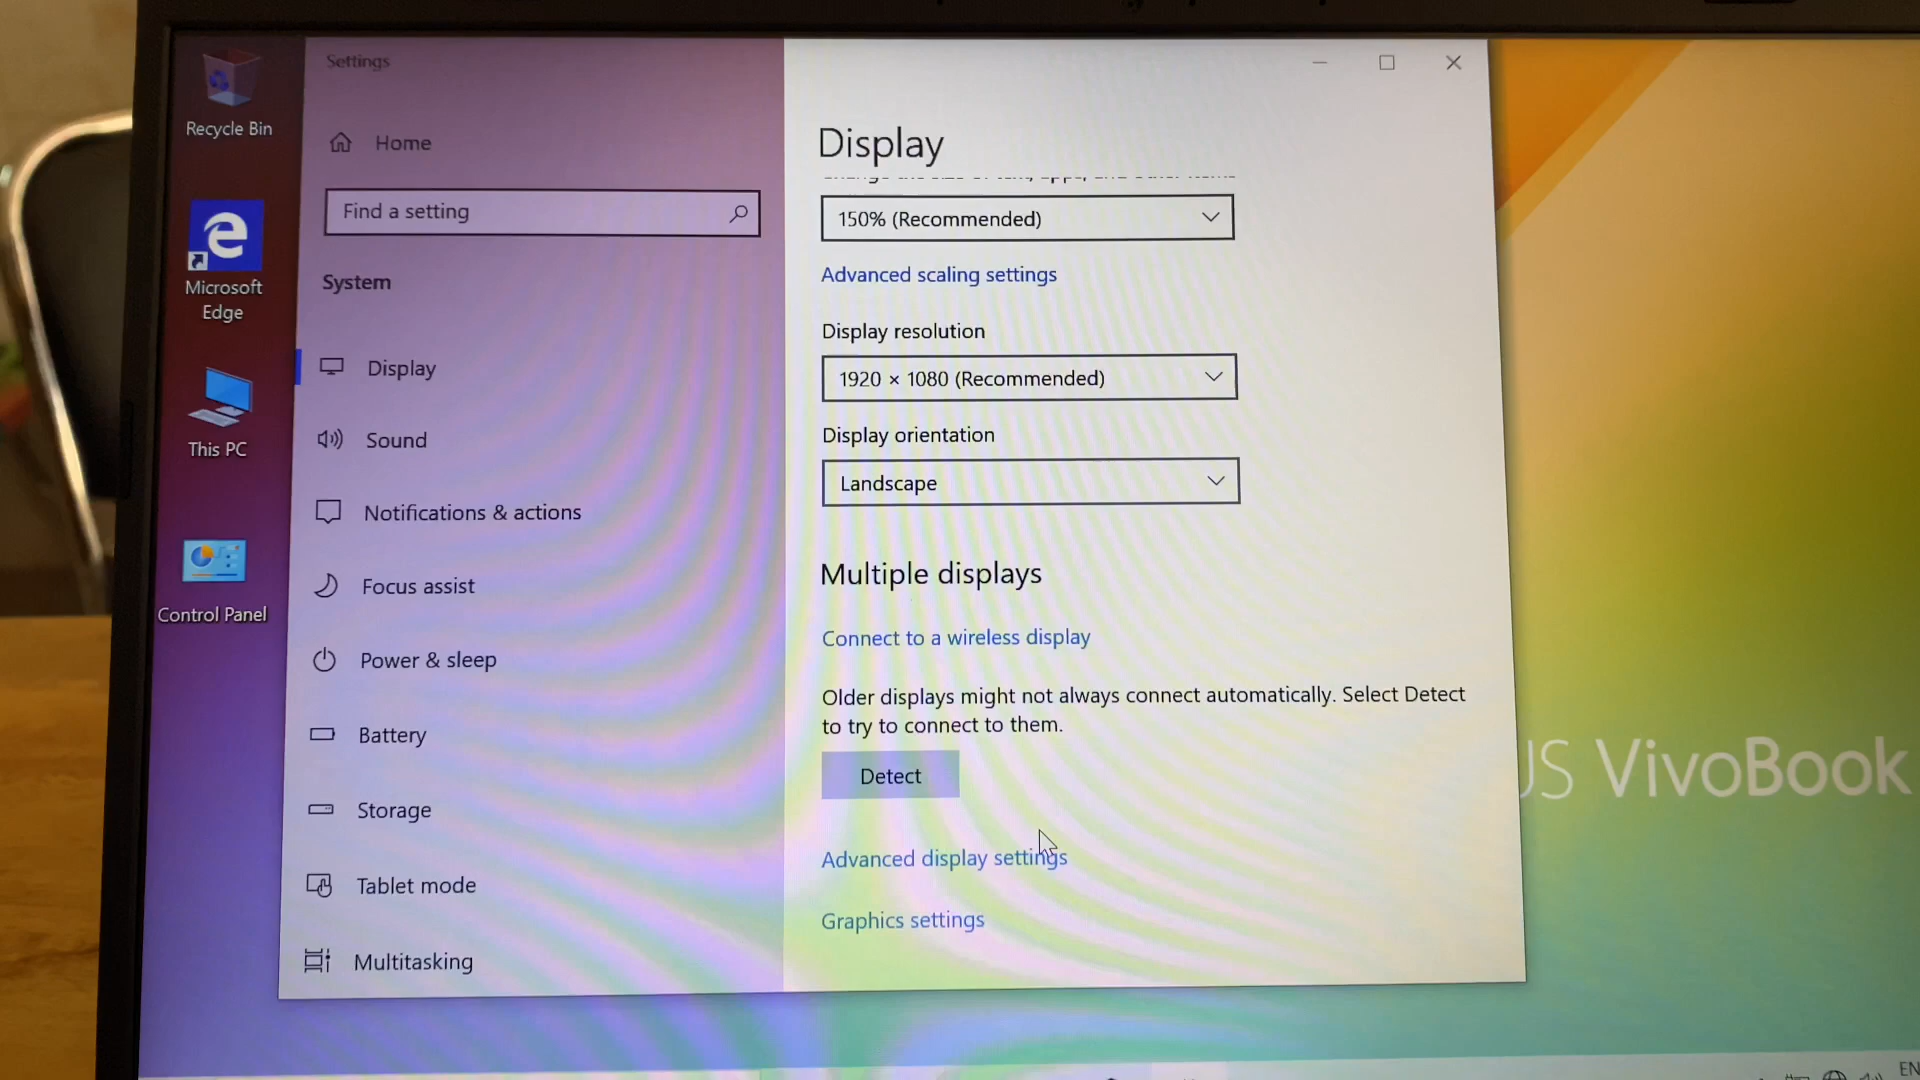 Recycle Bin
Microsoft
Edge
This PC
Control Panel
Settings
Home
Find a setting
System
Display
Sound
Notifications & actions
Focus assist
Power & sleep
Battery
Storage
Tablet mode
Multitasking
Display
150% (Recommended)
Advanced scaling settings
Display resolution
1920 × 1080 (Recommended)
Display orientation
Landscape
Multiple displays
Connect to a wireless display
Older displays might not always connect automatically. Select Detect
to try to connect to them.
Detect
Advanced display settings
Graphics settings
US VivoBook
EN